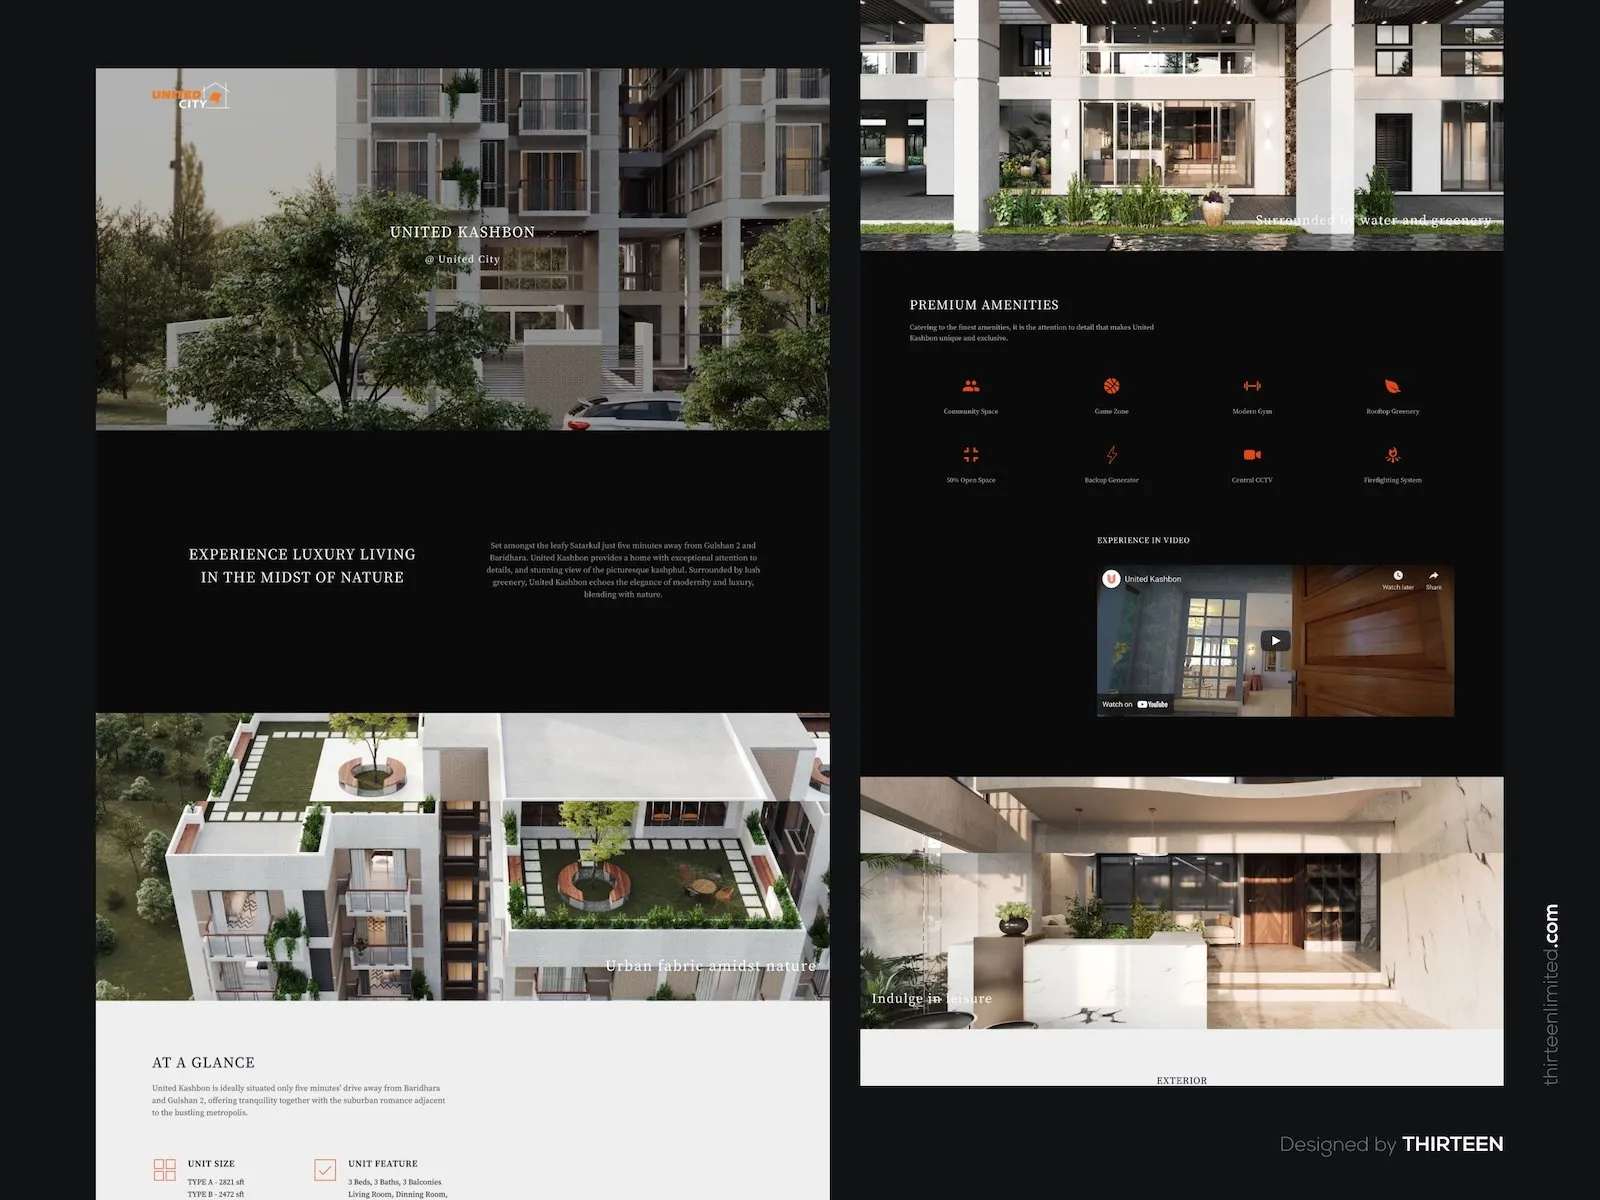 UNITED
CITY
UNITED KASHBON
@ United City
EXPERIENCE LUXURY LIVING
IN THE MIDST OF NATURE
Set amongst the leafy Satarkul just five minutes away from Gulshan 2 and
Baridhara. United Kashbon provides a home with exceptional attention to
details, and stunning view of the picturesque kashphul. Surrounded by lush
greenery, United Kashbon echoes the elegance of modernity and luxury,
blending with nature.
Urban fabric amidst nature
AT A GLANCE
United Kashbon is ideally situated only five minutes' drive away from Baridhara
and Gulshan 2, offering tranquility together with the suburban romance adjacent
to the bustling metropolis.
UNIT SIZE
TYPE A - 2821 sft
TYPE B - 2472 sft
UNIT FEATURE
3 Beds, 3 Baths, 3 Balconies
Living Room, Dinning Room,
Surrounded by water and greenery
PREMIUM AMENITIES
Catering to the finest amenities, it is the attention to detail that makes United
Kashbon unique and exclusive.
Community Space
Game Zone
Modern Gym
Rooftop Greenery
50% Open Space
Backup Generator
Central CCTV
Firefighting System
EXPERIENCE IN VIDEO
United Kashbon
Watch later
Share
Watch on YouTube
Indulge in leisure
EXTERIOR
thirteenlimited.com
Designed by THIRTEEN